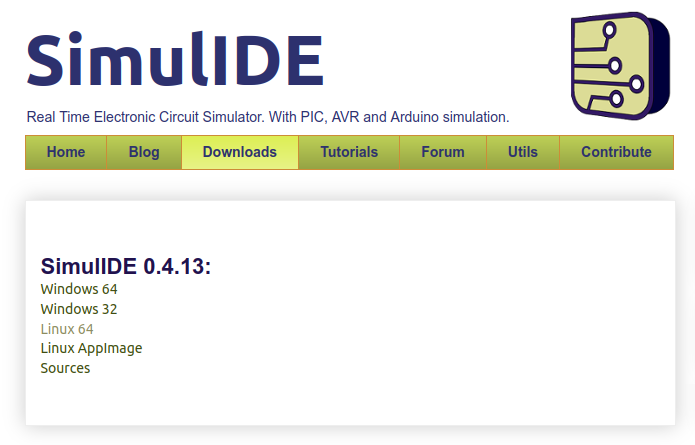 SimulIDE
Real Time Electronic Circuit Simulator. With PIC, AVR and Arduino simulation.
Home Blog Downloads Tutorials Forum Utils Contribute
SimulIDE 0.4.13:
Windows 64
Windows 32
Linux 64
Linux AppImage
Sources